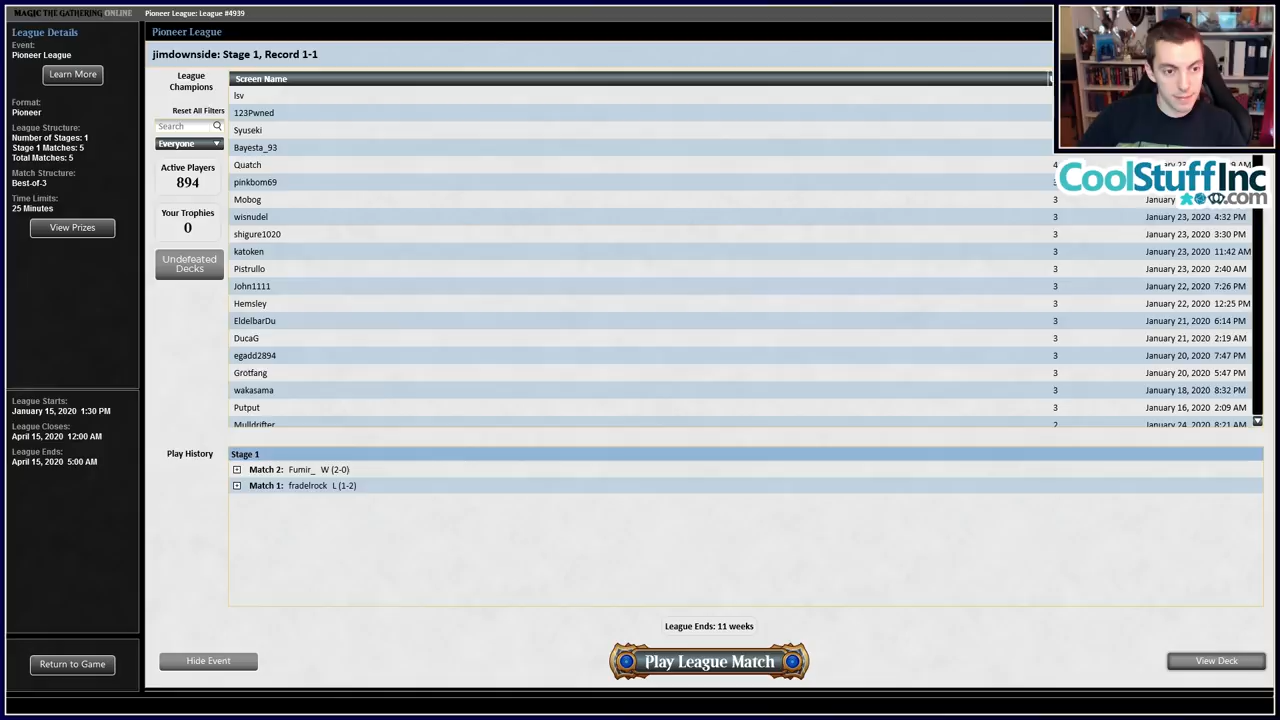 MAGIC THE GATHERING ONLINE
Pioneer League: League #4939
League Details
Event:
Pioneer League
Learn More
Format:
Pioneer
League Structure:
Number of Stages: 1
Stage 1 Matches: 5
Total Matches: 5
Match Structure:
Best-of-3
Time Limits:
25 Minutes
View Prizes
League Starts:
January 15, 2020 1:30 PM
League Closes:
April 15, 2020 12:00 AM
League Ends:
April 15, 2020 5:00 AM
Return to Game
Pioneer League
jimdownside: Stage 1, Record 1-1
League
Champions
Reset All Filters
Search
Everyone
Active Players
894
Your Trophies
0
Undefeated
Decks
Screen Name
lsv
123Pwned
Syuseki
Bayesta_93
Quatch
pinkbom69
Mobog 3 January
wisnudel 3 January 23, 2020 4:32 PM
shigure1020 3 January 23, 2020 3:30 PM
katoken 3 January 23, 2020 11:42 AM
Pistrullo 3 January 23, 2020 2:40 AM
John1111 3 January 22, 2020 7:26 PM
Hemsley 3 January 22, 2020 12:25 PM
EldelbarDu 3 January 21, 2020 6:14 PM
DucaG 3 January 21, 2020 2:19 AM
egadd2894 3 January 20, 2020 7:47 PM
Grotfang 3 January 20, 2020 5:47 PM
wakasama 3 January 18, 2020 8:32 PM
Putput 3 January 16, 2020 2:09 AM
Mulldrifter 2 January 24, 2020 8:21 AM
CoolStuffInc
.com
Play History
Stage 1
Match 2: Fumir_ W (2-0)
Match 1: fradelrock L (1-2)
League Ends: 11 weeks
Hide Event
Play League Match
View Deck